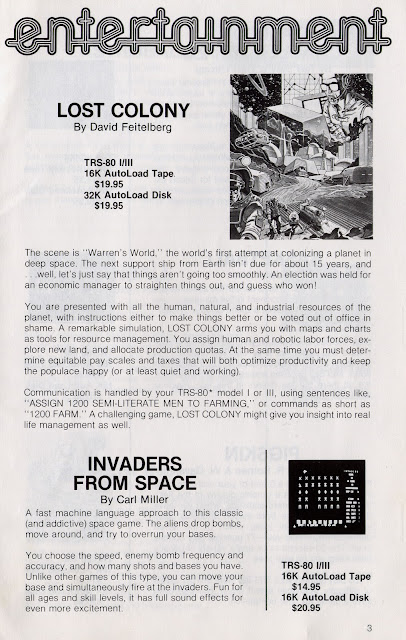 entertainment
LOST COLONY
By David Feitelberg
TRS-80 I/III
16K AutoLoad Tape
$19.95
32K AutoLoad Disk
$19.95
The scene is "Warren's World," the world's first attempt at colonizing a planet in
deep space. The next support ship from Earth isn't due for about 15 years, and
. . .well, let's just say that things aren't going too smoothly. An election was held for
an economic manager to straighten things out, and guess who won!
You are presented with all the human, natural, and industrial resources of the
planet, with instructions either to make things better or be voted out of office in
shame. A remarkable simulation, LOST COLONY arms you with maps and charts
as tools for resource management. You assign human and robotic labor forces, ex-
plore new land, and allocate production quotas. At the same time you must deter-
mine equitable pay scales and taxes that will both optimize productivity and keep
the populace happy (or at least quiet and working).
Communication is handled by your TRS-80* model I or III, using sentences like,
"ASSIGN 1200 SEMI-LITERATE MEN TO FARMING," or commands as short as
"1200 FARM." A challenging game, LOST COLONY might give you insight into real
life management as well.
INVADERS
FROM SPACE
By Carl Miller
A fast machine language approach to this classic
(and addictive) space game. The aliens drop bombs,
move around, and try to overrun your bases.
You choose the speed, enemy bomb frequency and
accuracy, and how many shots and bases you have.
Unlike other games of this type, you can move your
base and simultaneously fire at the invaders. Fun for
all ages and skill levels, it has full sound effects for
even more excitement.
TRS-80 I/III
16K AutoLoad Tape
$14.95
16K AutoLoad Disk
$20.95
3